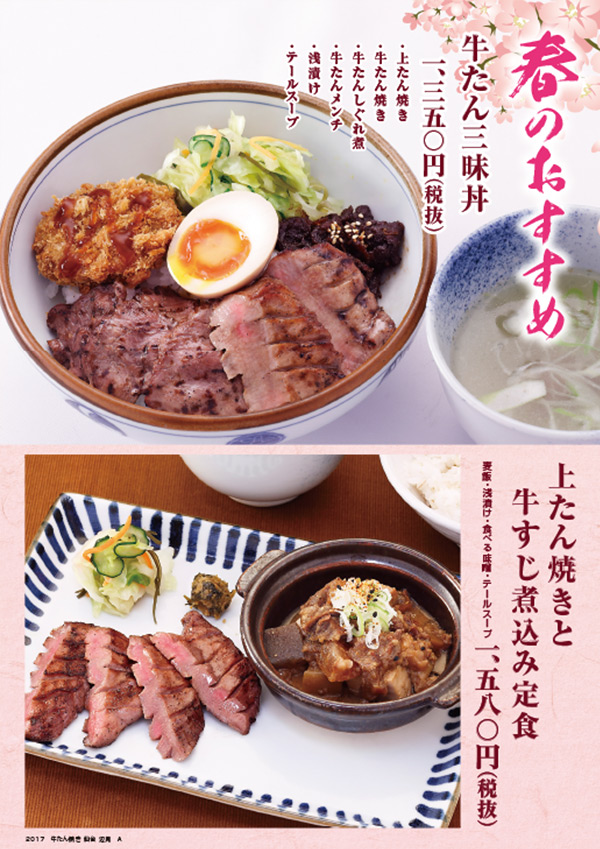 春のおすすめ
牛たん三昧丼
一、三五〇円(税抜)
・上たん焼き
・牛たん焼き
・牛たんしぐれ煮
・牛たんメンチ
・浅漬け
・テールスープ
上たん焼きと
牛すじ煮込み定食
麦飯・浅漬け・食べる味噌・テールスープ
一、五八〇円(税抜)
2017 牛たん焼き 仙台 辺見 A